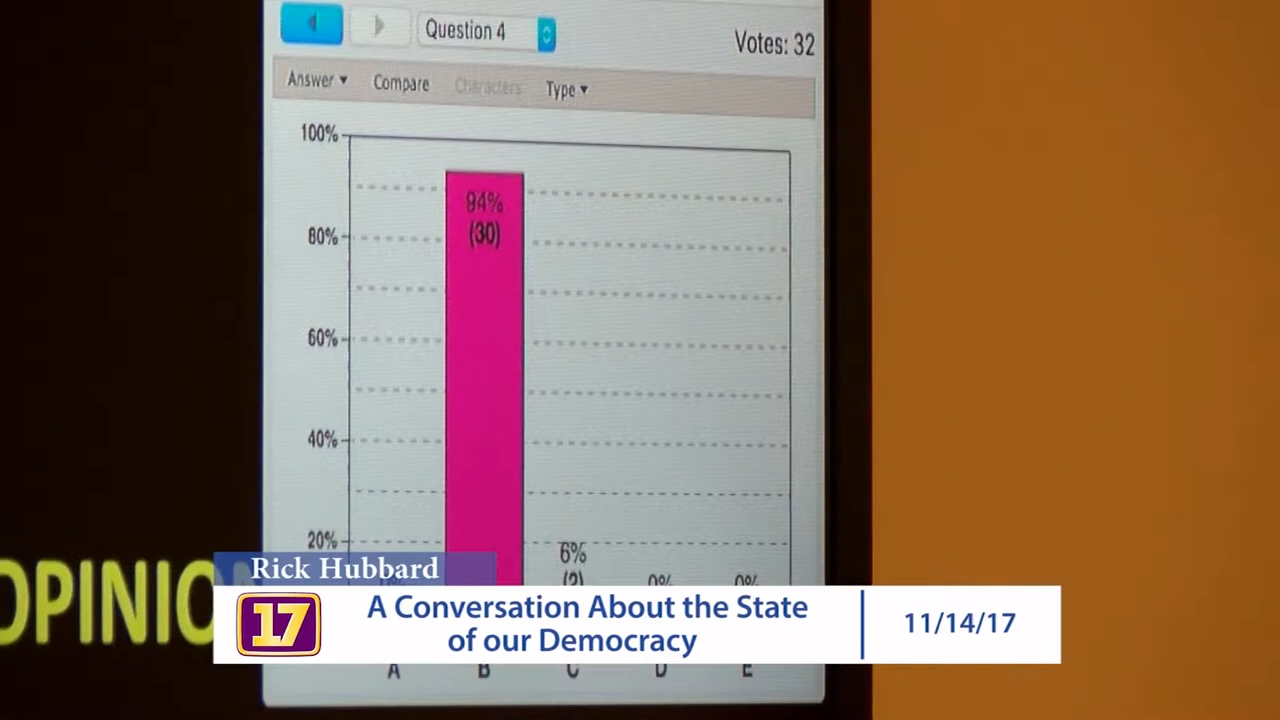 Question 4
Votes: 32
Answer ▼ Compare Characters Type ▼
100%
94%
(30)
80%
60%
40%
20%
6%
(2)
0%
0%
OPINIO
Rick Hubbard
17
A Conversation About the State
of our Democracy
11/14/17
A B C D E